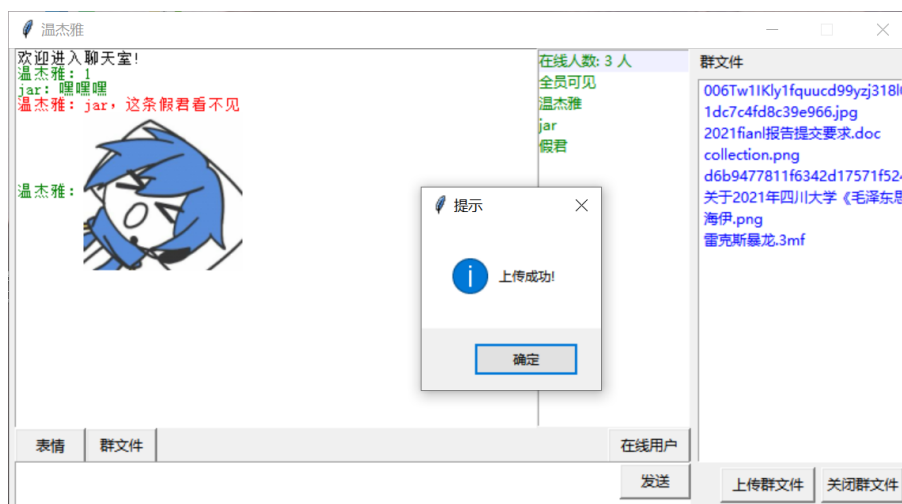 温杰雅
欢迎进入聊天室!
温杰雅: 1
jar: 嘿嘿嘿
温杰雅: jar, 这条假君看不见
温杰雅:
在线人数: 3 人
全员可见
温杰雅
jar
假君
群文件
1dc7c4fd8c39e966.jpg
2021fianl报告提交要求.doc
collection.png
d6b9477811f6342d17571f524
关于2021年四川大学《毛泽东思
海伊.png
雷克斯暴龙.3mf
提示
上传成功!
确定
表情
群文件
在线用户
发送
上传群文件
关闭群文件